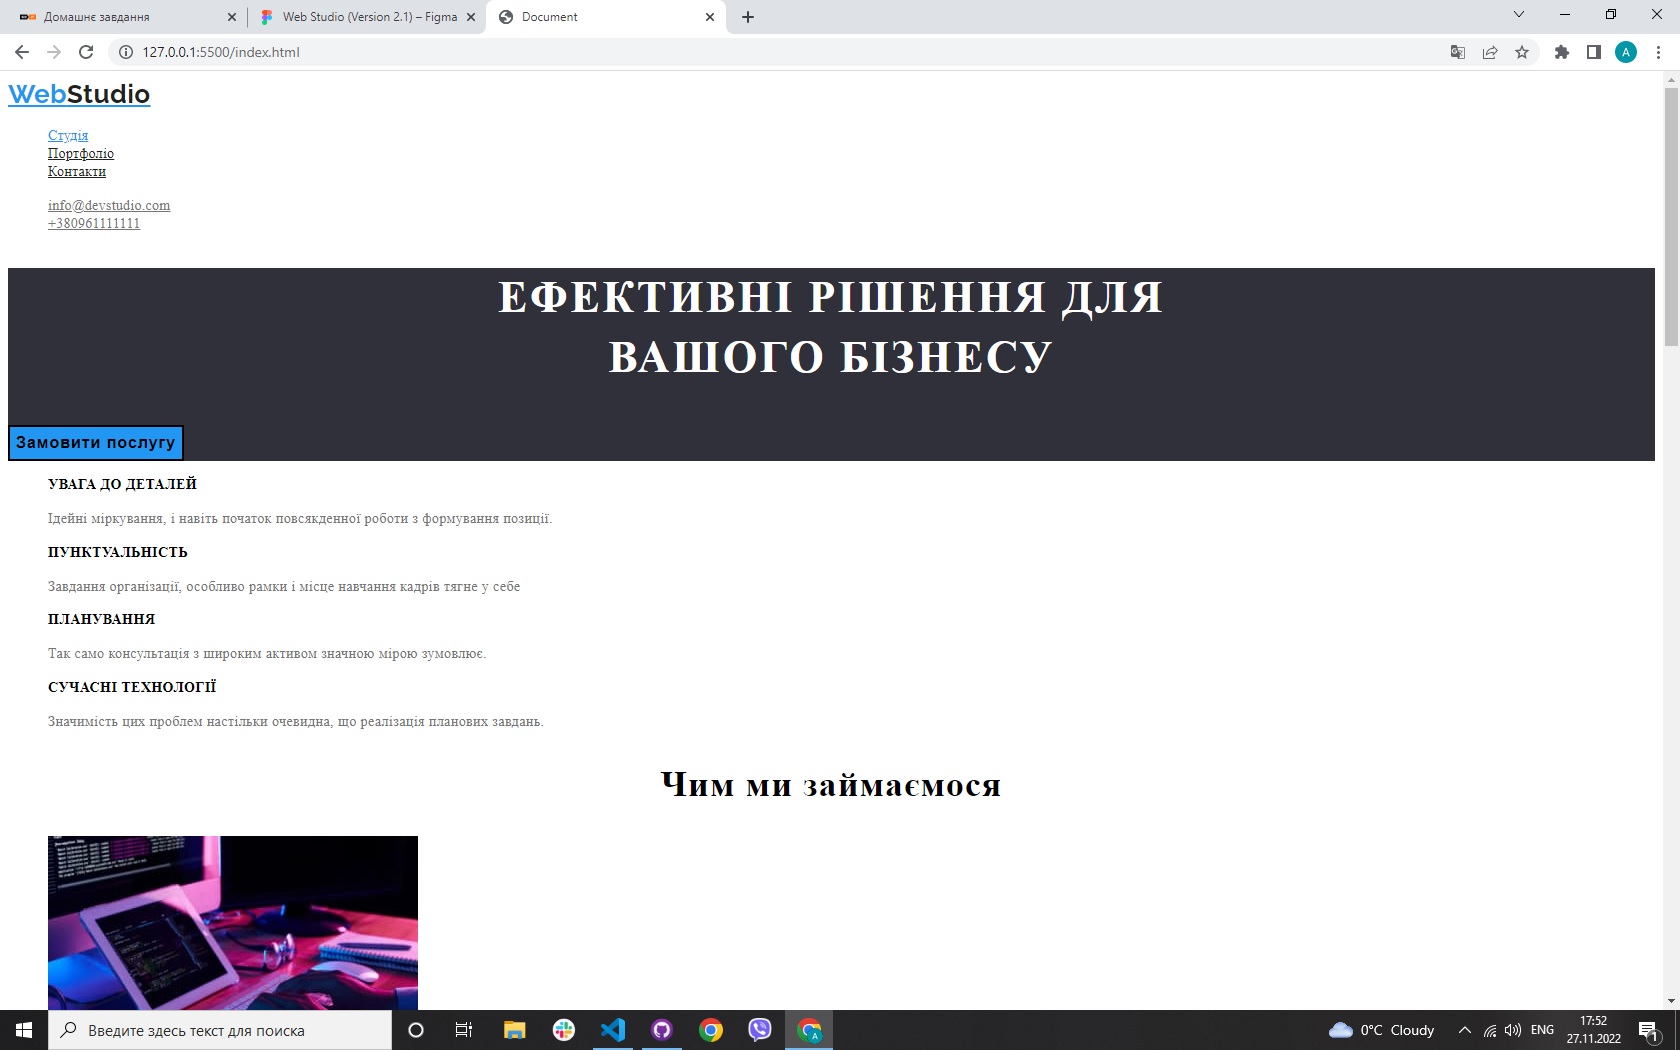 Домашнє завдання
Web Studio (Version 2.1) – Figma
Document
127.0.0.1:5500/index.html
A
WebStudio
Студія
Портфоліо
Контакти
info@devstudio.com
+380961111111
ЕФЕКТИВНІ РІШЕННЯ ДЛЯ
ВАШОГО БІЗНЕСУ
Замовити послугу
УВАГА ДО ДЕТАЛЕЙ
Ідейні міркування, і навіть початок повсякденної роботи з формування позиції.
ПУНКТУАЛЬНІСТЬ
Завдання організації, особливо рамки і місце навчання кадрів тягне у себе
ПЛАНУВАННЯ
Так само консультація з широким активом значною мірою зумовлює.
СУЧАСНІ ТЕХНОЛОГІЇ
Значимість цих проблем настільки очевидна, що реалізація планових завдань.
Чим ми займаємося
Введите здесь текст для поиска
A
0°C Cloudy
ENG
17:52
27.11.2022
1